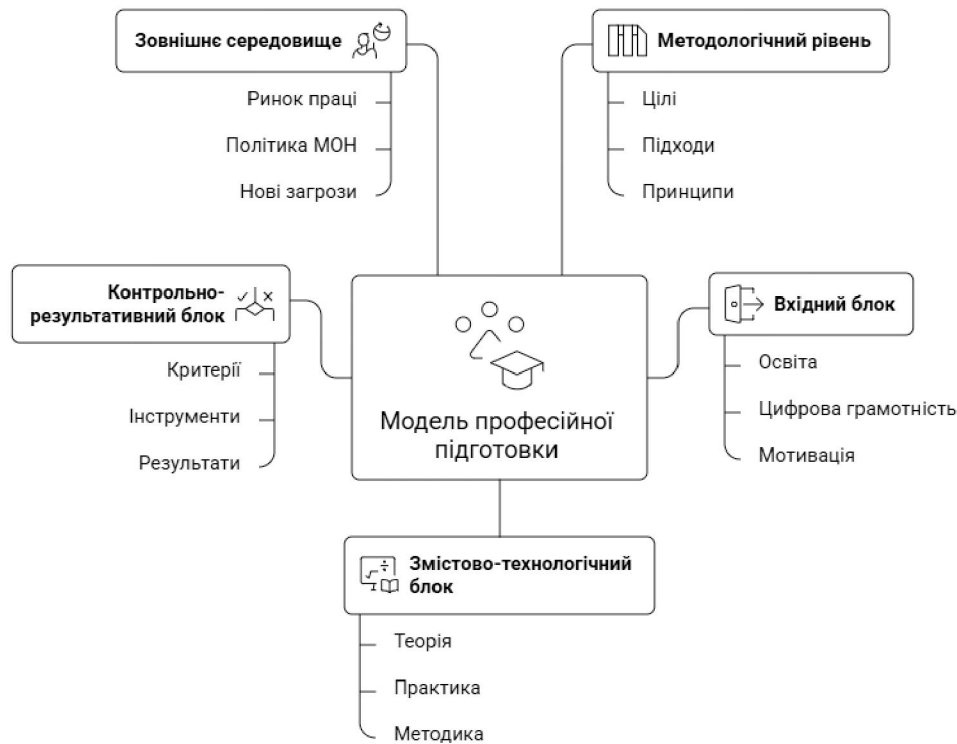 Зовнішнє середовище
Ринок праці
Політика МОН
Нові загрози
Методологічний рівень
Цілі
Підходи
Принципи
Контрольно-
результативний блок
Критерії
Інструменти
Результати
Модель професійної
підготовки
Вхідний блок
Освіта
Цифрова грамотність
Мотивація
Змістово-технологічний
блок
Теорія
Практика
Методика